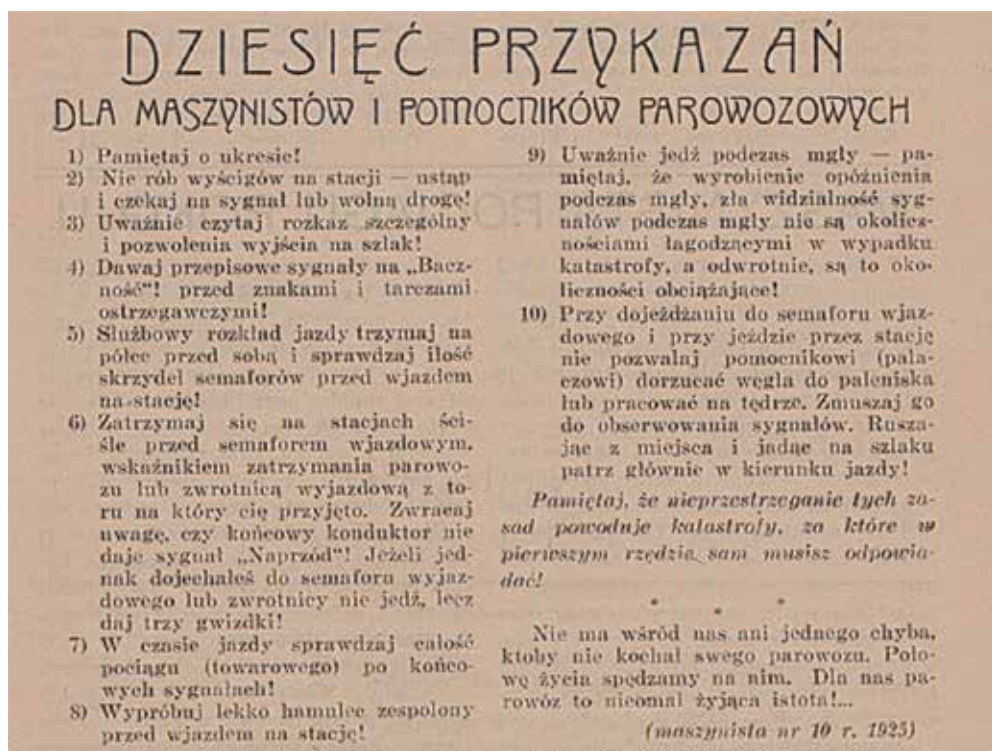 DZIESIĘĆ PRZYKAZAŃ
DLA MASZYNISTÓW I POMOCNIKÓW PAROWOZOWYCH
1) Pamiętaj o ukresie!
2) Nie rób wyścigów na stacji — ustąp
i czekaj na sygnał lub wolną drogę!
3) Uważnie czytaj rozkaz szczególny
i pozwolenia wyjścia na szlak!
4) Dawaj przepisowe sygnały na „Bacz-
ność“! przed znakami i tarczami
ostrzegawczymi!
5) Służbowy rozkład jazdy trzymaj na
półce przed sobą i sprawdzaj ilość
skrzydeł semaforów przed wjazdem
na stację!
6) Zatrzymaj się na stacjach ści-
śle przed semaforem wjazdowym,
wskaźnikiem zatrzymania parowo-
zu lub zwrotnicą wyjazdową z to-
ru na który cię przyjęto. Zwracaj
uwagę, czy końcowy konduktor nie
daje sygnał „Naprzód“! Jeżeli jed-
nak dojechałeś do semafora wyjaz-
dowego lub zwrotnicy nie jedź, lecz
daj trzy gwizdki!
7) W czasie jazdy sprawdzaj całość
pociągu (towarowego) po końco-
wych sygnałach!
8) Wypróbuj lekko hamulec zespolony
przed wjazdem na stację!
9) Uważnie jedź podczas mgły — pa-
miętaj, że wyrobienie opóźnienia
podczas mgły, zła widzialność syg-
nałów podczas mgły nie są okolicz-
nościami łagodzącymi w wypadku
katastrofy, a odwrotnie, są to oko-
liczności obciążające!
10) Przy dojeżdżaniu do semaforu wjaz-
dowego i przy jeździe przez stację
nie pozwalaj pomocnikowi (pala-
czowi) dorzucać węgla do paleniska
lub pracować na tędrze. Zmuszaj go
do obserwowania sygnałów. Rusza-
jąc z miejsca i jadąc na szlaku
patrz głównie w kierunku jazdy!
Pamiętaj, że nieprzestrzeganie tych za-
sad powoduje katastrofy, za które w
pierwszym rzędzie sam musisz odpowia-
dać!
* * *
Nie ma wśród nas ani jednego chyba,
ktoby nie kochał swego parowozu. Poło-
wę życia spędzamy na nim. Dla nas pa-
rowóz to nieomal żyjąca istota!...
(maszynista nr 10 r. 1925)